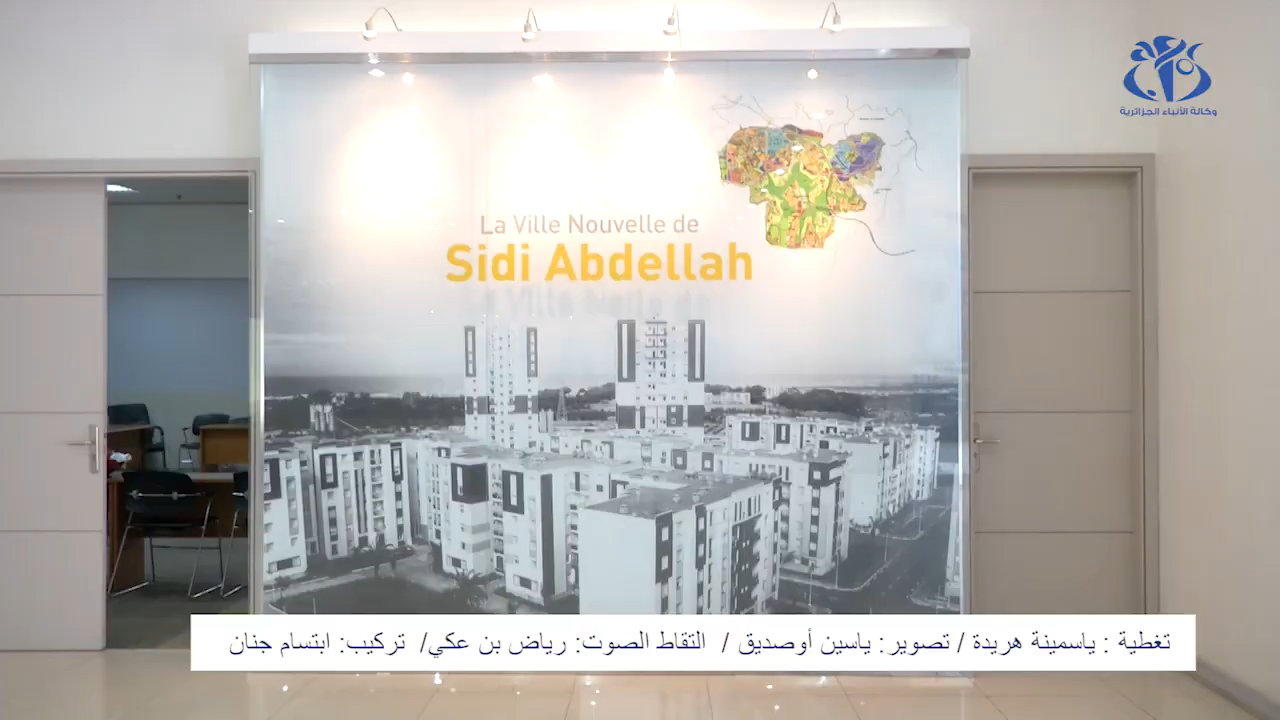 وكالة الأنباء الجزائرية
La Ville Nouvelle de
Sidi Abdellah
تغطية : ياسمينة هريدة / تصوير: ياسين أوصديق / التقاط الصوت: رياض بن عكي/ تركيب: ابتسام جنان